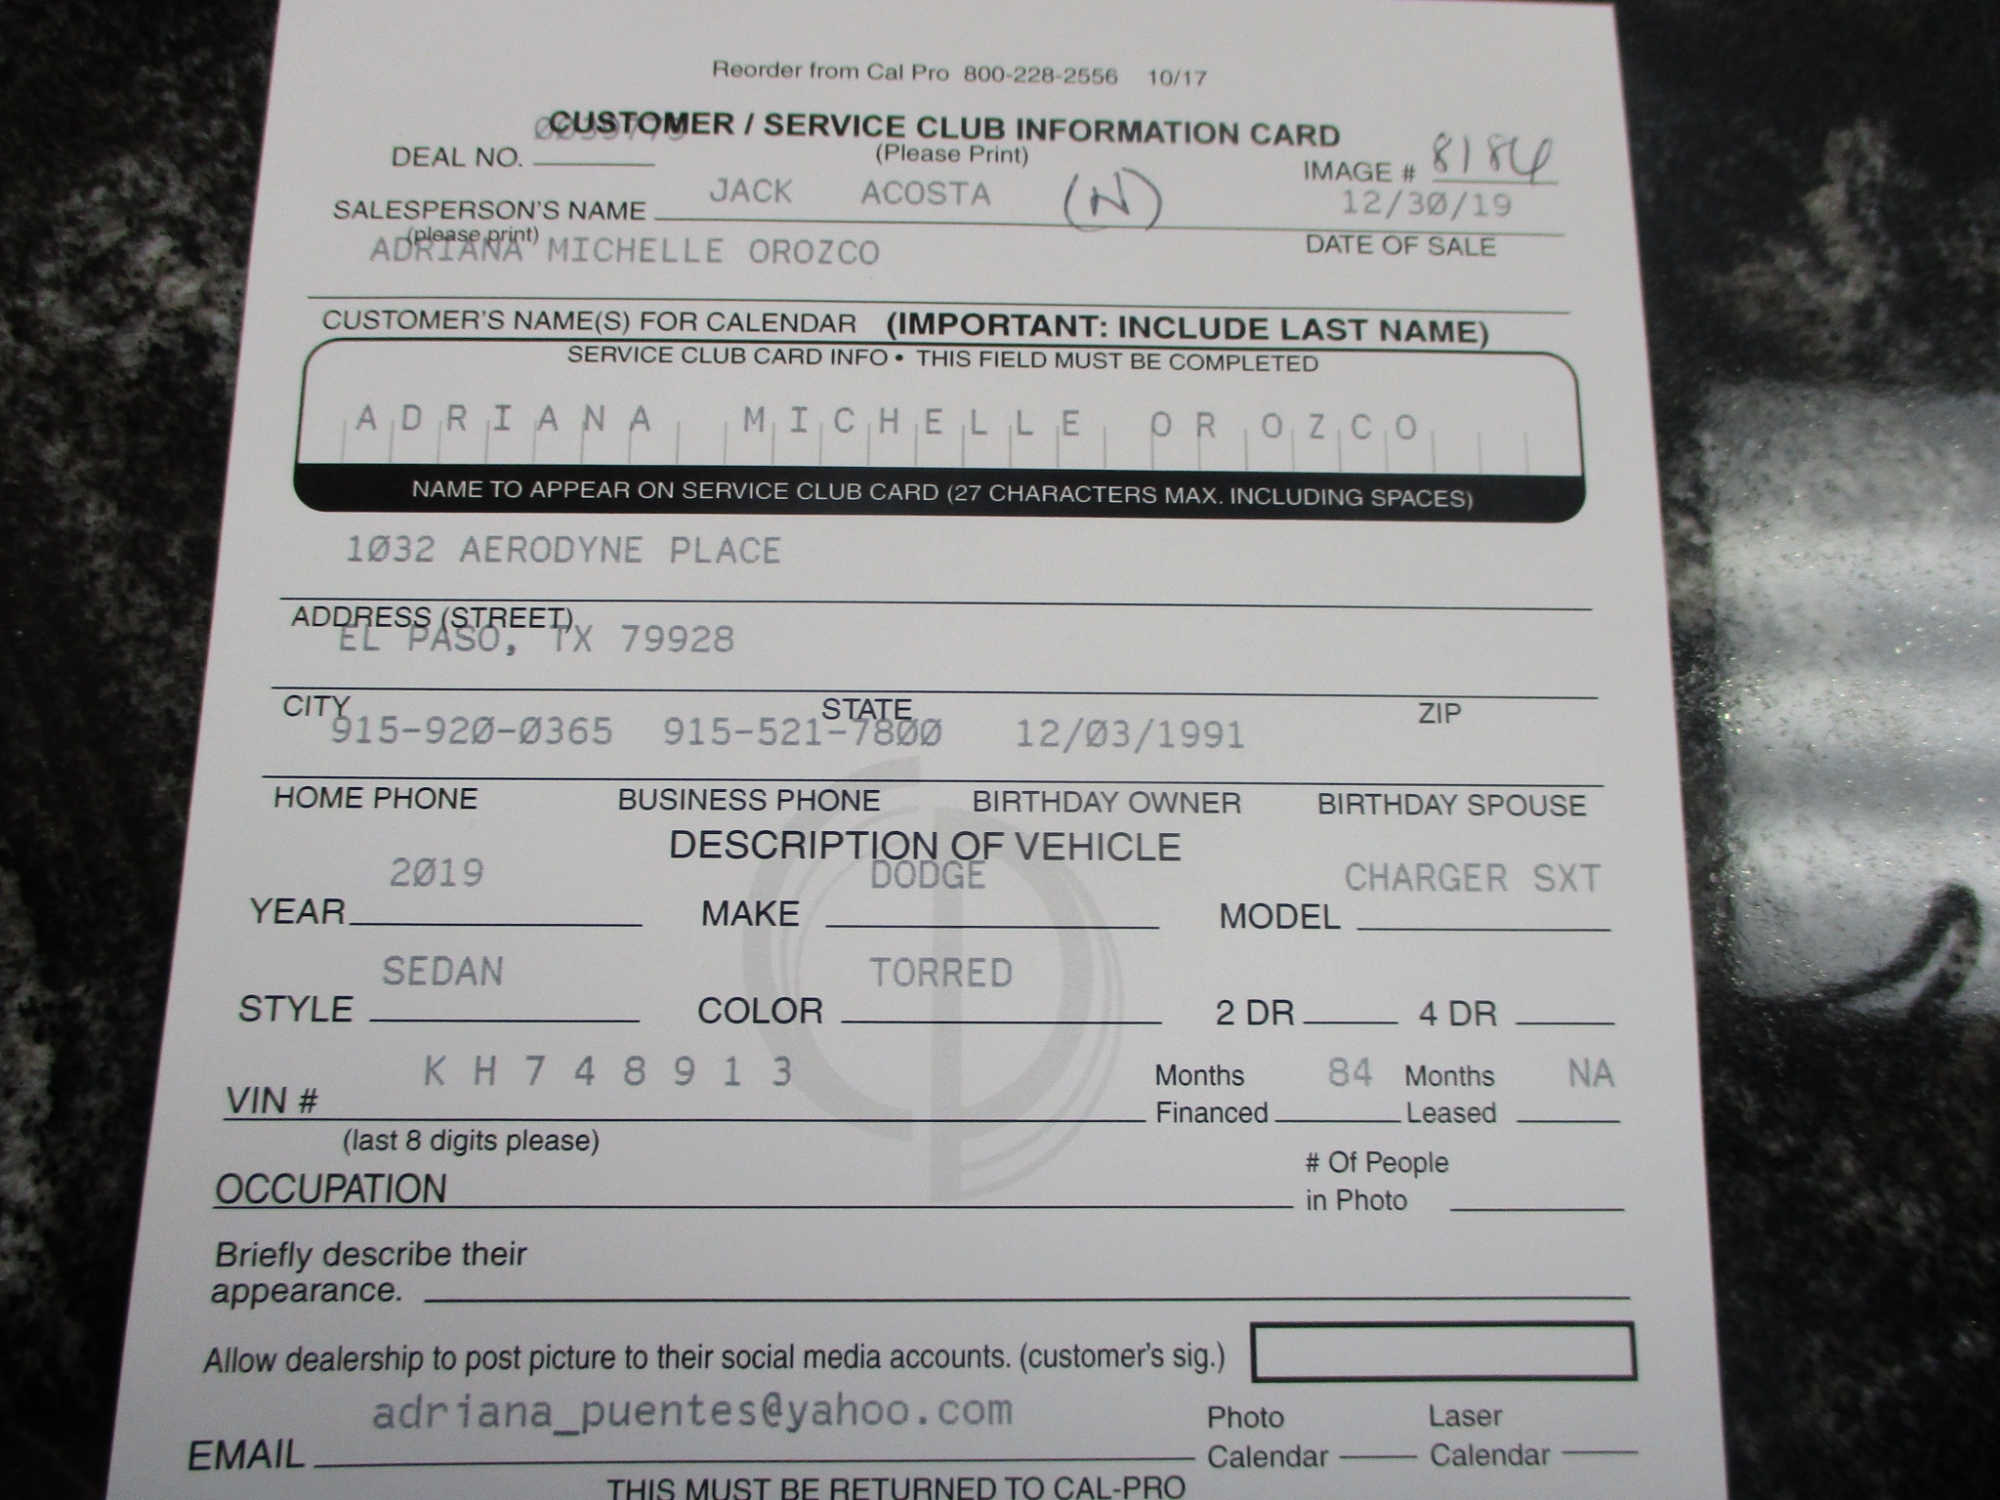 Reorder from Cal Pro 800-228-2556 10/17
CUSTOMER / SERVICE CLUB INFORMATION CARD
(Please Print)
DEAL NO.
IMAGE # 8184
SALESPERSON'S NAME JACK ACOSTA (N) 12/30/19
(please print) DATE OF SALE
ADRIANA MICHELLE OROZCO
CUSTOMER'S NAME(S) FOR CALENDAR (IMPORTANT: INCLUDE LAST NAME)
SERVICE CLUB CARD INFO • THIS FIELD MUST BE COMPLETED
ADRIANA MICHELLE OROZCO
NAME TO APPEAR ON SERVICE CLUB CARD (27 CHARACTERS MAX. INCLUDING SPACES)
1032 AERODYNE PLACE
ADDRESS (STREET)
EL PASO, TX 79928
CITY STATE ZIP
915-920-0365 915-521-7800 12/03/1991
HOME PHONE BUSINESS PHONE BIRTHDAY OWNER BIRTHDAY SPOUSE
DESCRIPTION OF VEHICLE
YEAR 2019 MAKE DODGE MODEL CHARGER SXT
STYLE SEDAN COLOR TORRED 2 DR 4 DR
VIN # K H 7 4 8 9 1 3 Months Financed 84 Months Leased NA
(last 8 digits please)
OCCUPATION # Of People in Photo
Briefly describe their
appearance.
Allow dealership to post picture to their social media accounts. (customer's sig.)
EMAIL adriana_puentes@yahoo.com Photo Calendar Laser Calendar
THIS MUST BE RETURNED TO CAL-PRO